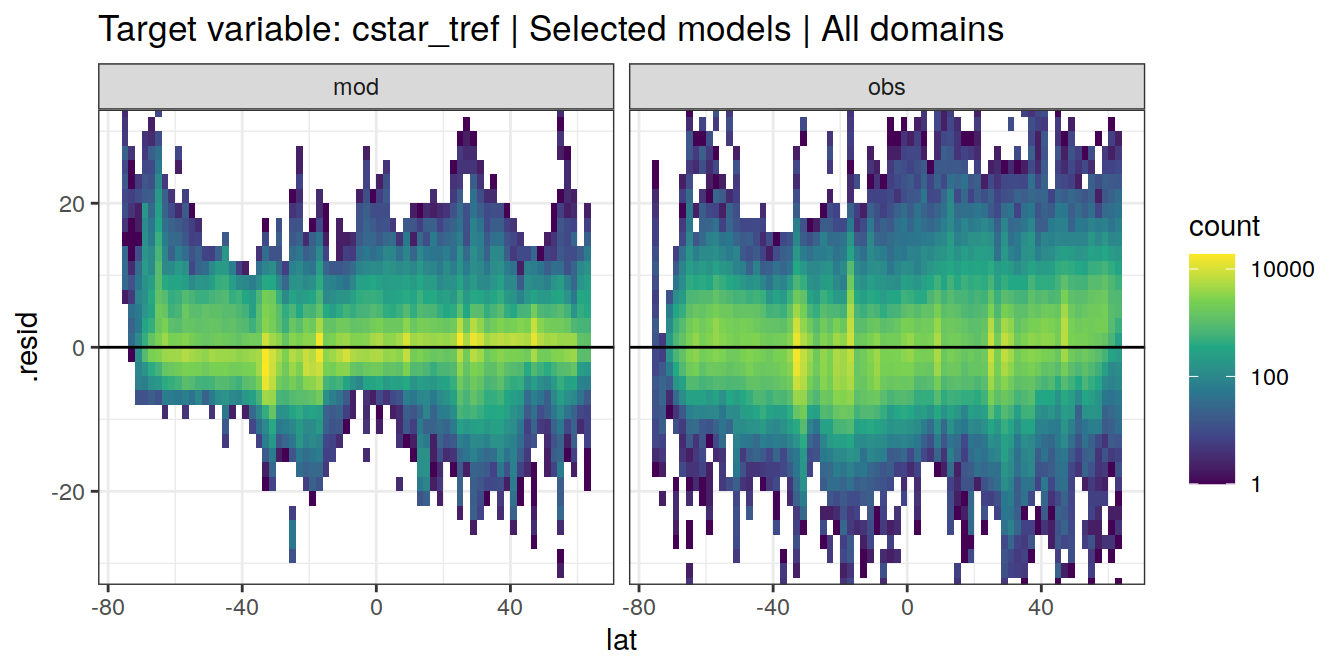 Target variable: cstar_tref | Selected models | All domains
mod
obs
.resid
20
0
-20
-80
-40
0
40
-80
-40
0
40
lat
count
10000
100
1